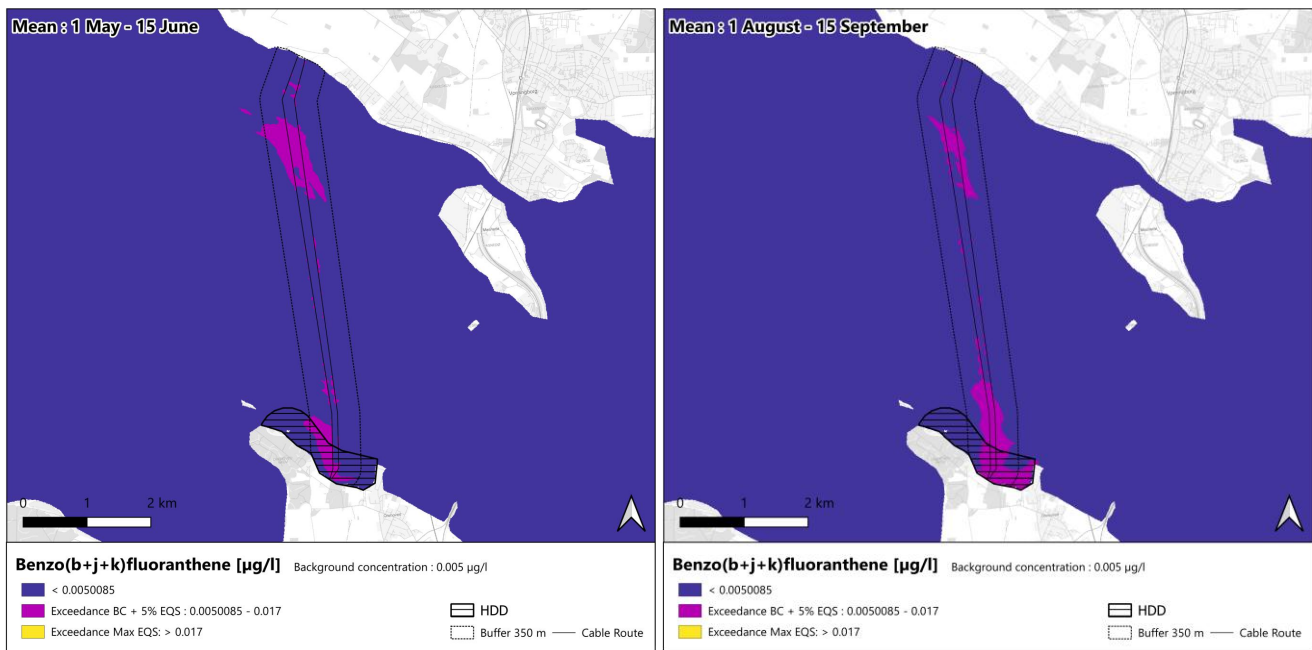 Mean : 1 May - 15 June
Vordingborg
0 1 2 km
Benzo(b+j+k)fluoranthene [µg/l] Background concentration : 0.005 µg/l
< 0.0050085
Exceedance BC + 5% EQS : 0.0050085 - 0.017
HDD
Exceedance Max EQS: > 0.017
Buffer 350 m
Cable Route
Mean : 1 August - 15 September
Vordingborg
0 1 2 km
Benzo(b+j+k)fluoranthene [µg/l] Background concentration : 0.005 µg/l
< 0.0050085
Exceedance BC + 5% EQS : 0.0050085 - 0.017
HDD
Exceedance Max EQS: > 0.017
Buffer 350 m
Cable Route